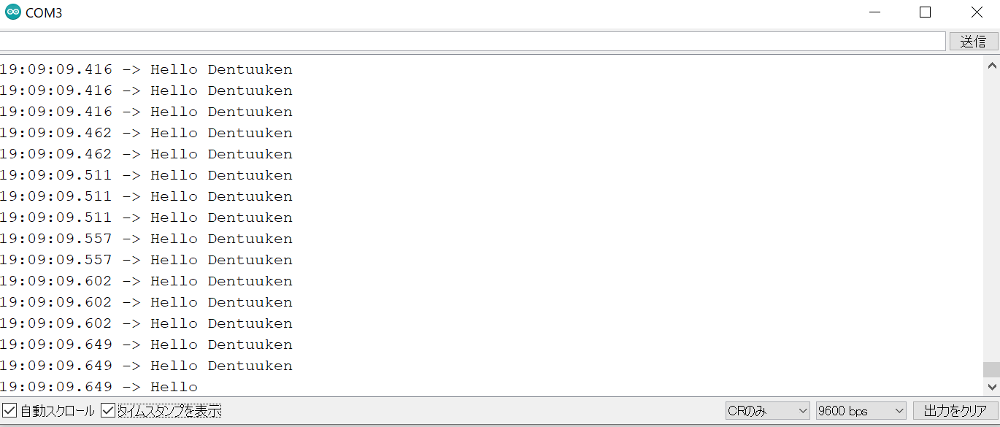 COM3
送信
19:09:09.416 -> Hello Dentuuken
19:09:09.416 -> Hello Dentuuken
19:09:09.416 -> Hello Dentuuken
19:09:09.462 -> Hello Dentuuken
19:09:09.462 -> Hello Dentuuken
19:09:09.511 -> Hello Dentuuken
19:09:09.511 -> Hello Dentuuken
19:09:09.511 -> Hello Dentuuken
19:09:09.557 -> Hello Dentuuken
19:09:09.557 -> Hello Dentuuken
19:09:09.602 -> Hello Dentuuken
19:09:09.602 -> Hello Dentuuken
19:09:09.602 -> Hello Dentuuken
19:09:09.649 -> Hello Dentuuken
19:09:09.649 -> Hello Dentuuken
19:09:09.649 -> Hello
自動スクロール タイムスタンプを表示 CRのみ 9600 bps 出力をクリア